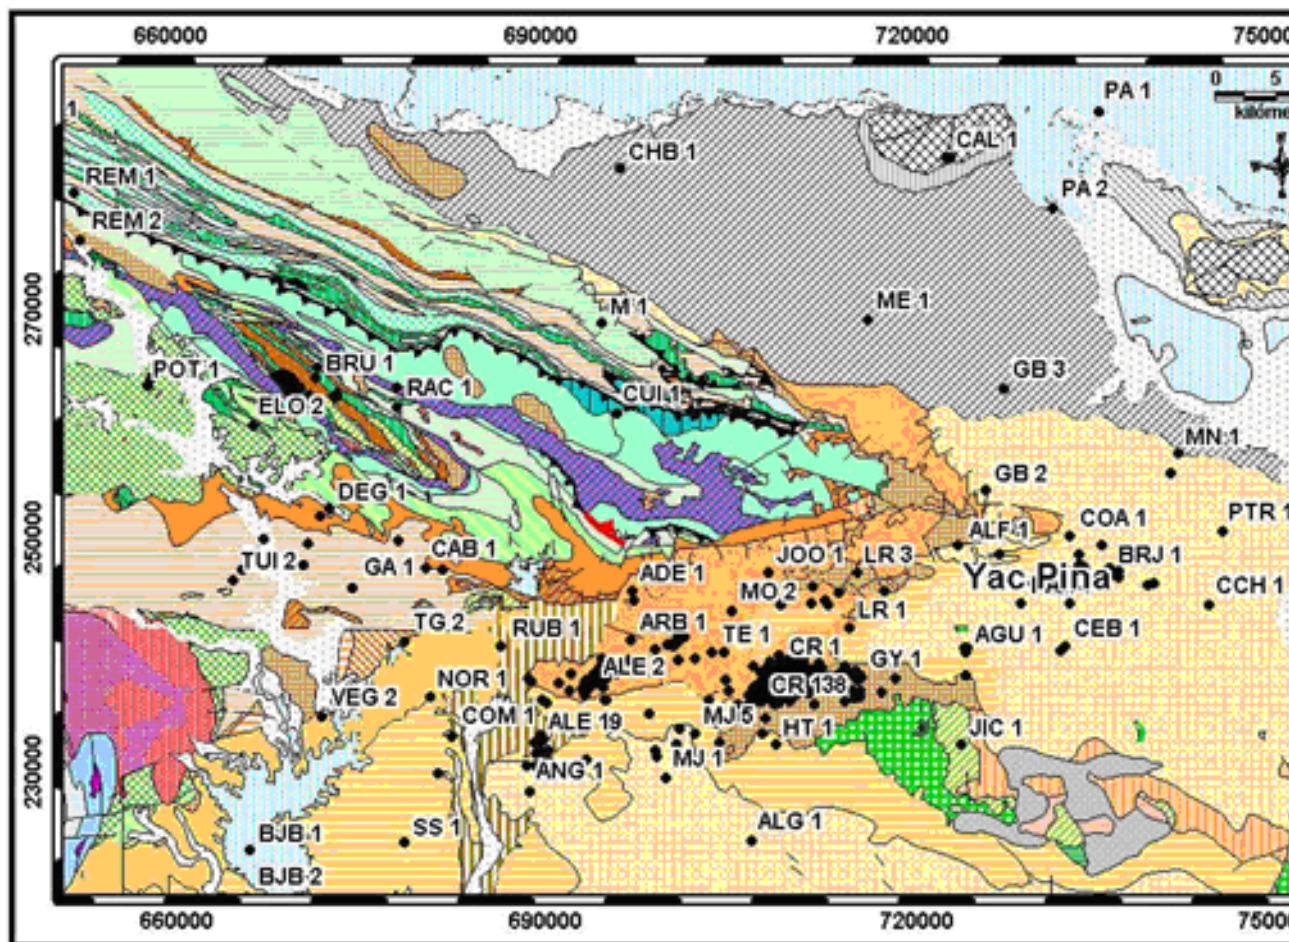 660000 690000 720000 75000
0 5
kilóme
PA 1
1
CHB 1
CAL 1
REM 1
PA 2
REM 2
270000
M 1
ME 1
BRU 1
POT 1
RAC 1
GB 3
ELO 2
CUI 1
MN 1
GB 2
DEG 1
PTR 1
250000
ALF 1
COA 1
CAB 1
JOO 1
LR 3
BRJ 1
TUI 2
GA 1
ADE 1
MO 2
Yac Pina
CCH 1
LR 1
TG 2
RUB 1
ARB 1
TE 1
AGU 1
CEB 1
CR 1
ALE 2
GY 1
NOR 1
CR 138
VEG 2
COM 1
ALE 19
MJ 5
HT 1
JIC 1
MJ 1
ANG 1
230000
SS 1
ALG 1
BJB 1
BJB 2
660000 690000 720000 75000